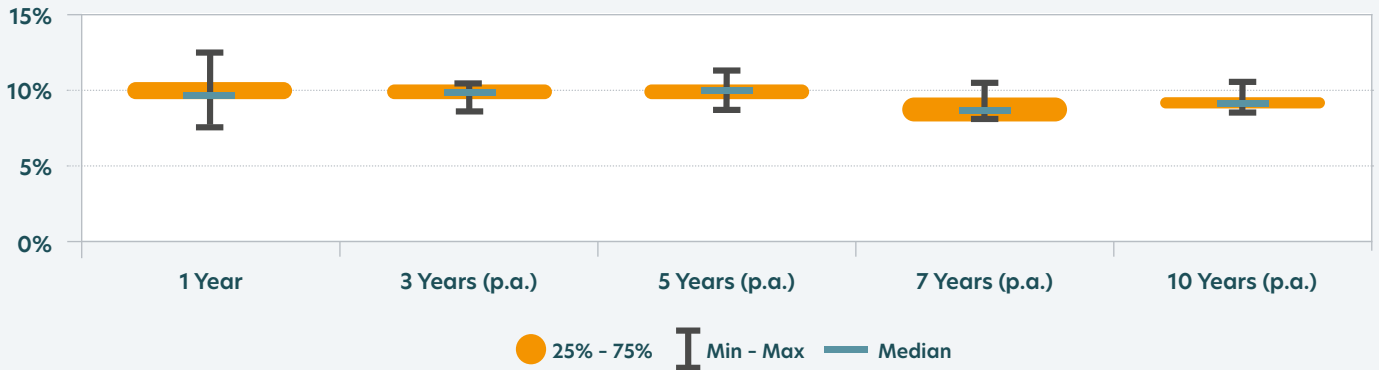 15%
10%
5%
0%
1 Year
3 Years (p.a.)
5 Years (p.a.)
7 Years (p.a.)
10 Years (p.a.)
25% - 75%
Min - Max
Median